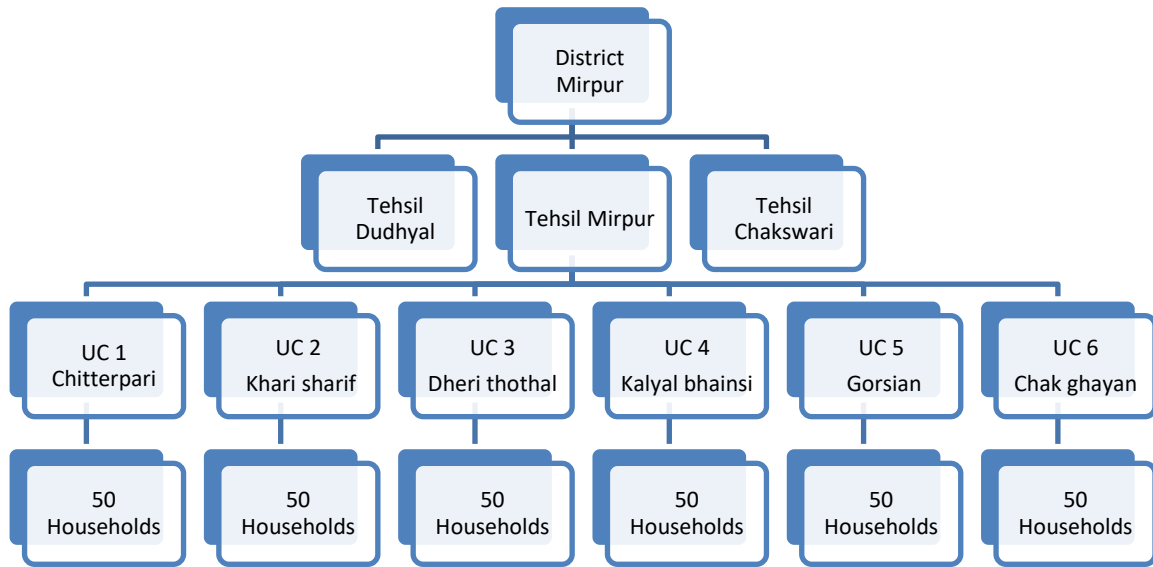 District
Mirpur
Tehsil
Dudhyal
Tehsil Mirpur
Tehsil
Chakswari
UC 1
Chitterpari
UC 2
Khari sharif
UC 3
Dheri thothal
UC 4
Kalyal bhainsi
UC 5
Gorsian
UC 6
Chak ghayan
50
Households
50
Households
50
Households
50
Households
50
Households
50
Households